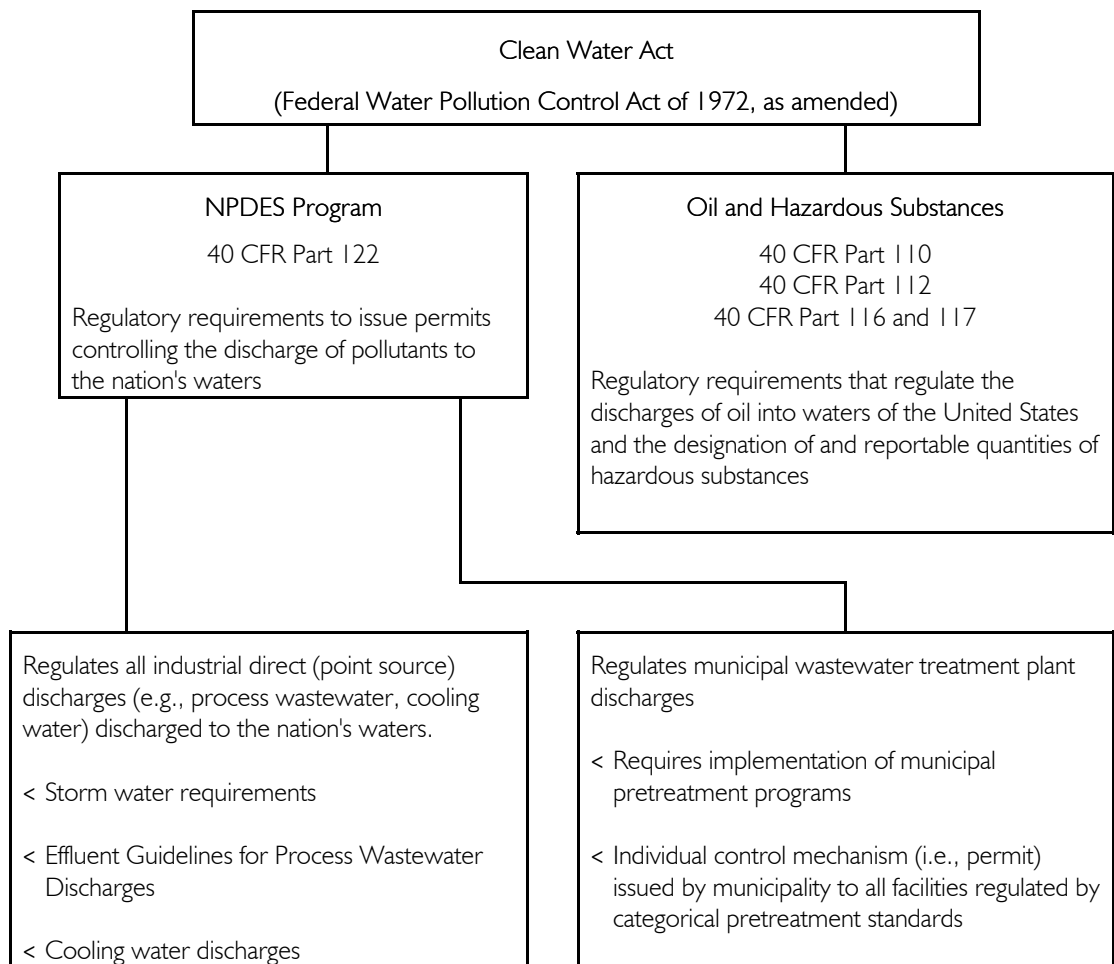 Clean Water Act
(Federal Water Pollution Control Act of 1972, as amended)
NPDES Program
40 CFR Part 122
Regulatory requirements to issue permits
controlling the discharge of pollutants to
the nation's waters
Oil and Hazardous Substances
40 CFR Part 110
40 CFR Part 112
40 CFR Part 116 and 117
Regulatory requirements that regulate the
discharges of oil into waters of the United States
and the designation of and reportable quantities of
hazardous substances
Regulates all industrial direct (point source)
discharges (e.g., process wastewater, cooling
water) discharged to the nation's waters.
< Storm water requirements
< Effluent Guidelines for Process Wastewater
Discharges
< Cooling water discharges
Regulates municipal wastewater treatment plant
discharges
< Requires implementation of municipal
pretreatment programs
< Individual control mechanism (i.e., permit)
issued by municipality to all facilities regulated by
categorical pretreatment standards